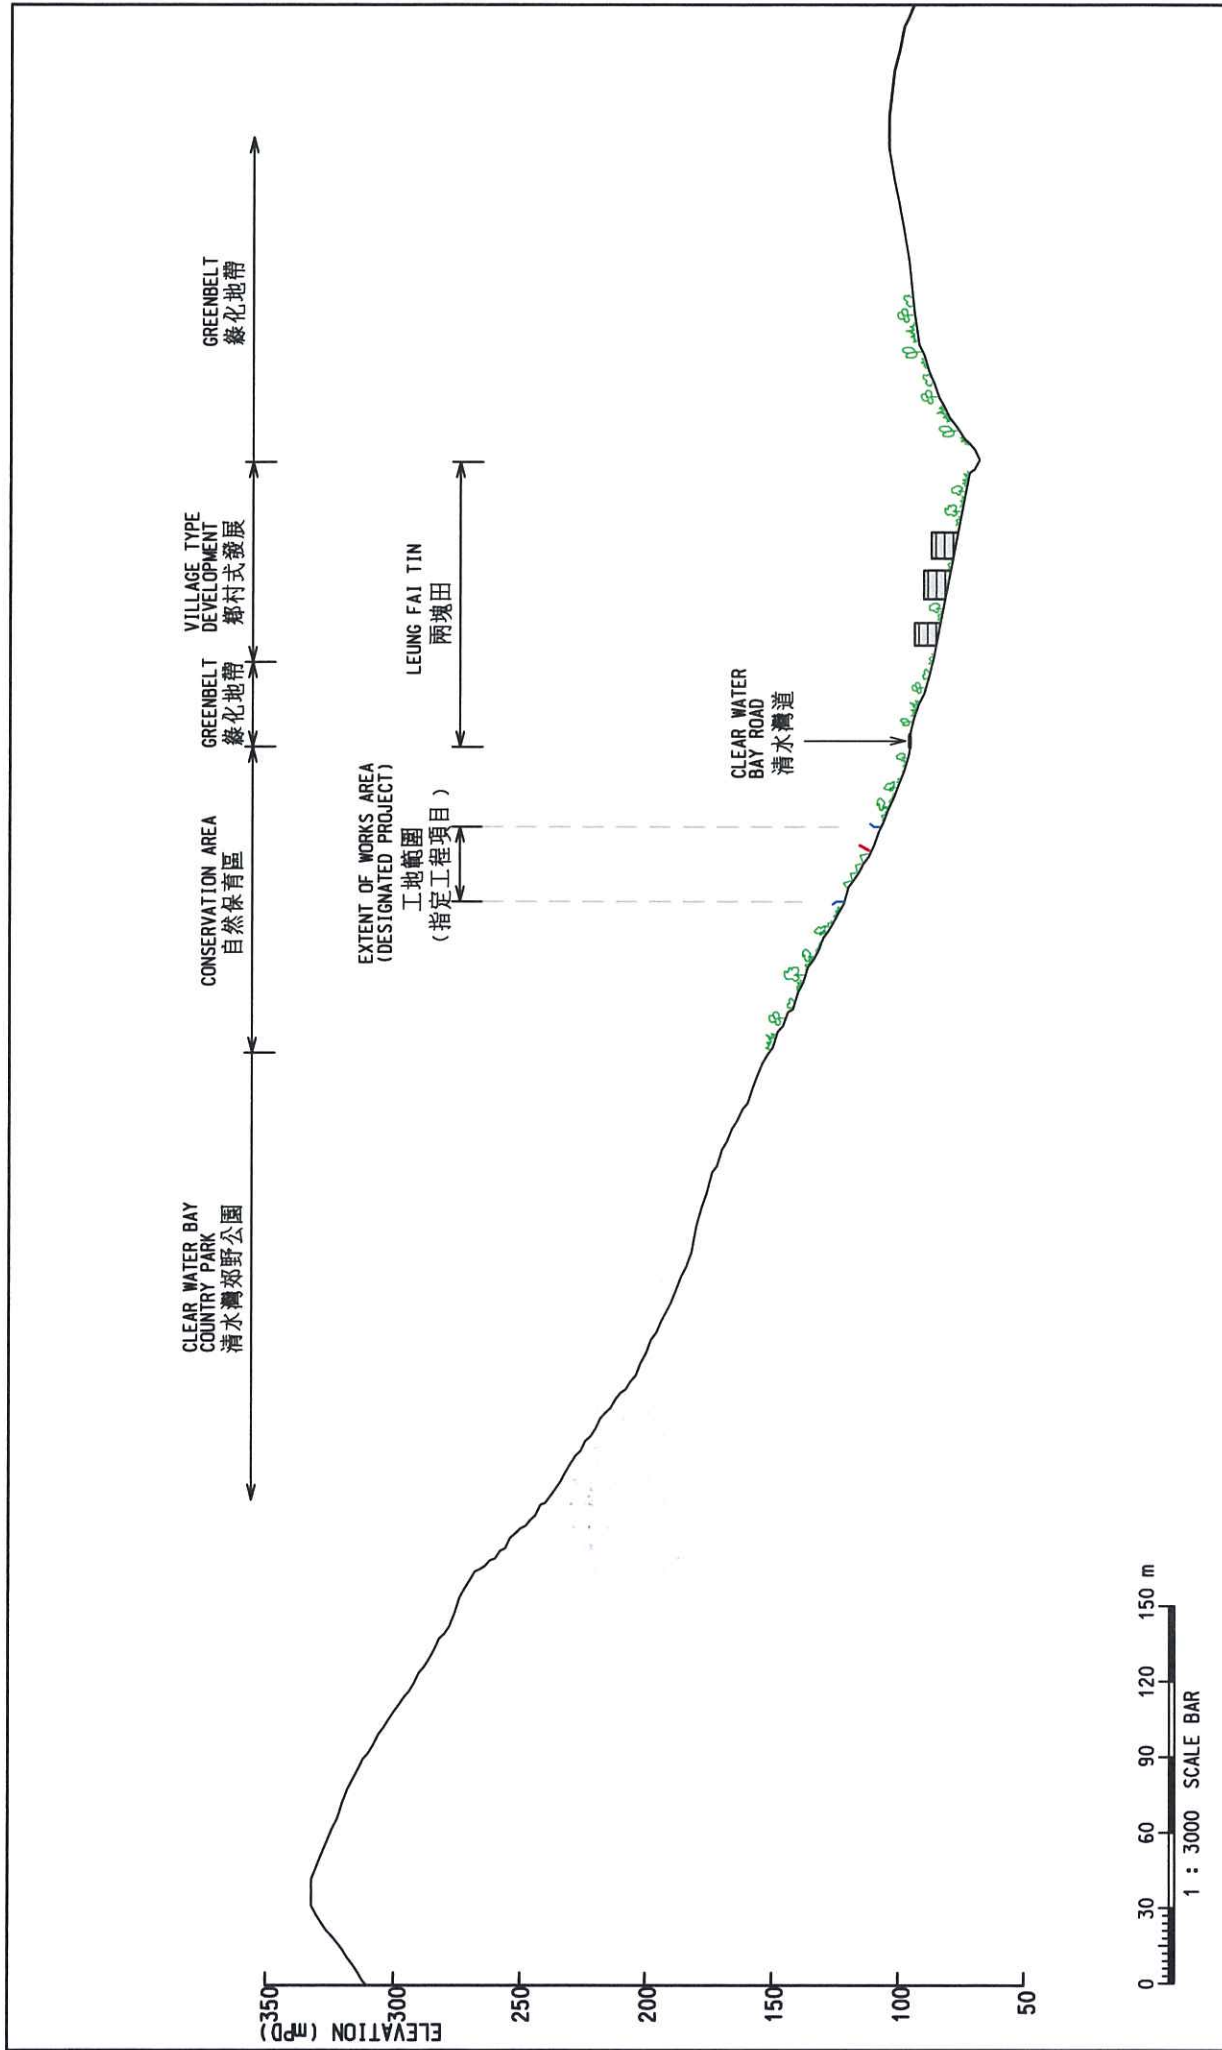 CLEAR WATER BAY
COUNTRY PARK
清水灣郊野公園
CONSERVATION AREA
自然保育區
GREENBELT
綠化地帶
VILLAGE TYPE
DEVELOPMENT
鄉村式發展
GREENBELT
綠化地帶
EXTENT OF WORKS AREA
(DESIGNATED PROJECT)
工地範圍
(指定工程項目)
LEUNG FAI TIN
兩塊田
CLEAR WATER
BAY ROAD
清水灣道
ELEVATION (mPD)
350
300
250
200
150
100
50
0 30 60 90 120 150 m
1 : 3000 SCALE BAR